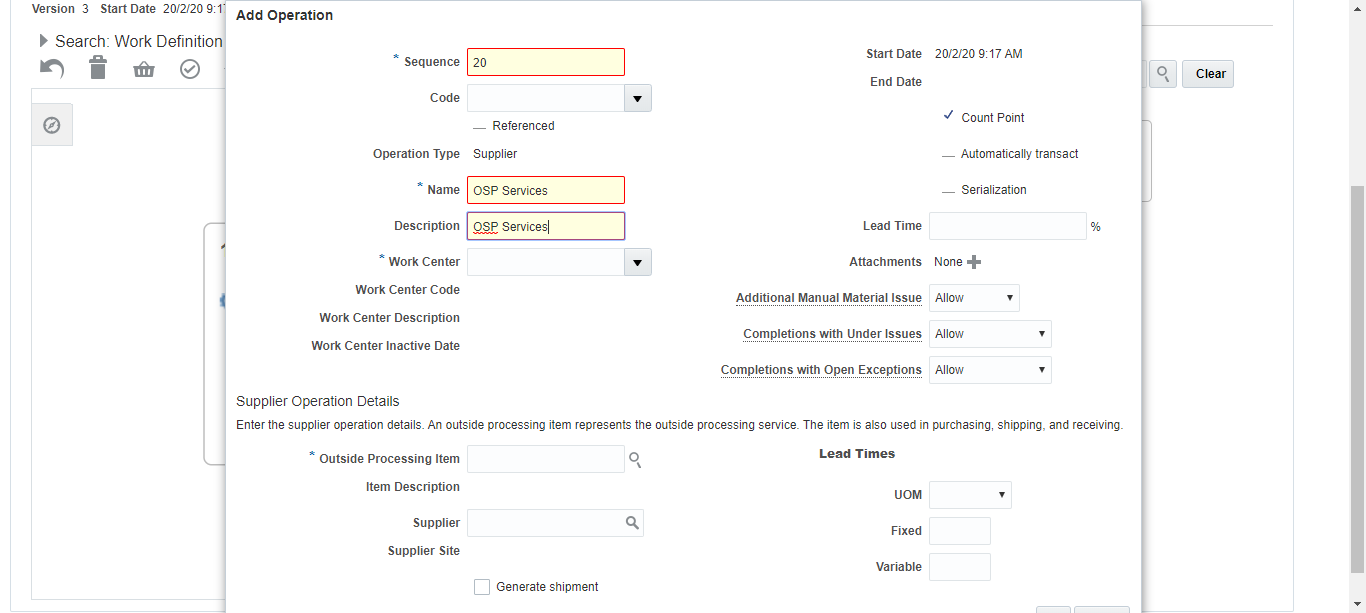 Version 3 Start Date 20/2/20 9:1
Search: Work Definition
Clear
Add Operation
* Sequence 20
Code
Referenced
Operation Type Supplier
* Name OSP Services
Description OSP Services
* Work Center
Work Center Code
Work Center Description
Work Center Inactive Date
Start Date 20/2/20 9:17 AM
End Date
Count Point
Automatically transact
Serialization
Lead Time %
Attachments None
Additional Manual Material Issue Allow
Completions with Under Issues Allow
Completions with Open Exceptions Allow
Supplier Operation Details
Enter the supplier operation details. An outside processing item represents the outside processing service. The item is also used in purchasing, shipping, and receiving.
* Outside Processing Item
Item Description
Supplier
Supplier Site
Generate shipment
Lead Times
UOM
Fixed
Variable